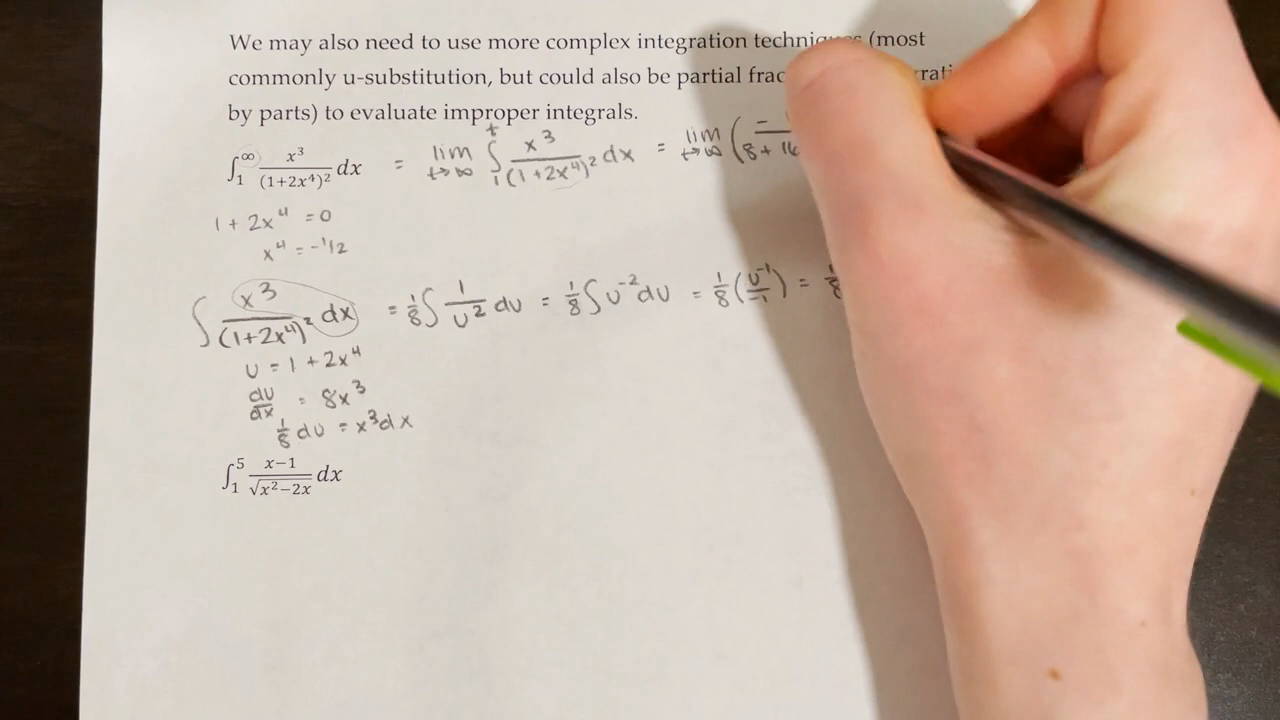 We may also need to use more complex integration techniques (most
commonly u-substitution, but could also be partial
by parts) to evaluate improper integrals.
∫₁^∞ x³/(1+2x⁴)² dx = lim t→∞ ∫₁^t x³/(1+2x⁴)² dx = lim t→∞ (-
1 + 2x⁴ = 0
x⁴ = -1/2
∫ x³/(1+2x⁴)² dx = 1/8 ∫ 1/u² du = 1/8 ∫ u⁻² du = 1/8 (u⁻¹/-1) = 1/8
u = 1 + 2x⁴
du/dx = 8x³
1/8 du = x³dx
∫₁⁵ x−1/√x²−2x dx